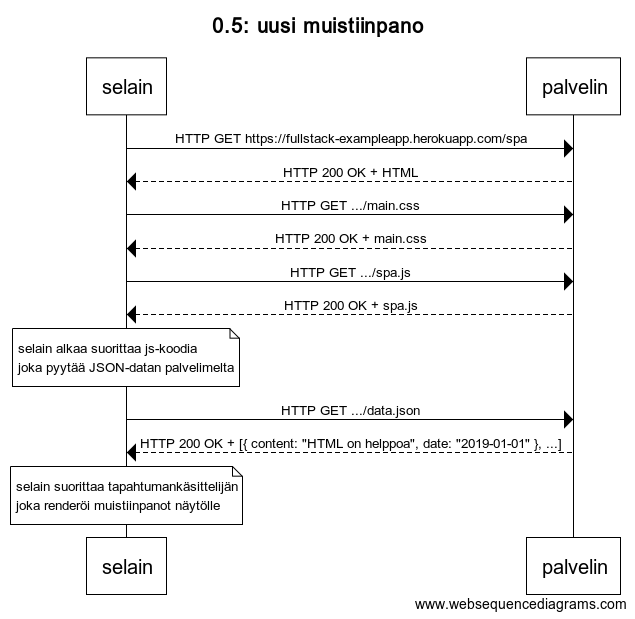 0.5: uusi muistiinpano
selain
palvelin
HTTP GET https://fullstack-exampleapp.herokuapp.com/spa
HTTP 200 OK + HTML
HTTP GET .../main.css
HTTP 200 OK + main.css
HTTP GET .../spa.js
HTTP 200 OK + spa.js
selain alkaa suorittaa js-koodia
joka pyytää JSON-datan palvelimelta
HTTP GET .../data.json
HTTP 200 OK + [{ content: "HTML on helppoa", date: "2019-01-01" }, ...]
selain suorittaa tapahtumankäsittelijän
joka renderöi muistiinpanot näytölle
selain
palvelin
www.websequencediagrams.com